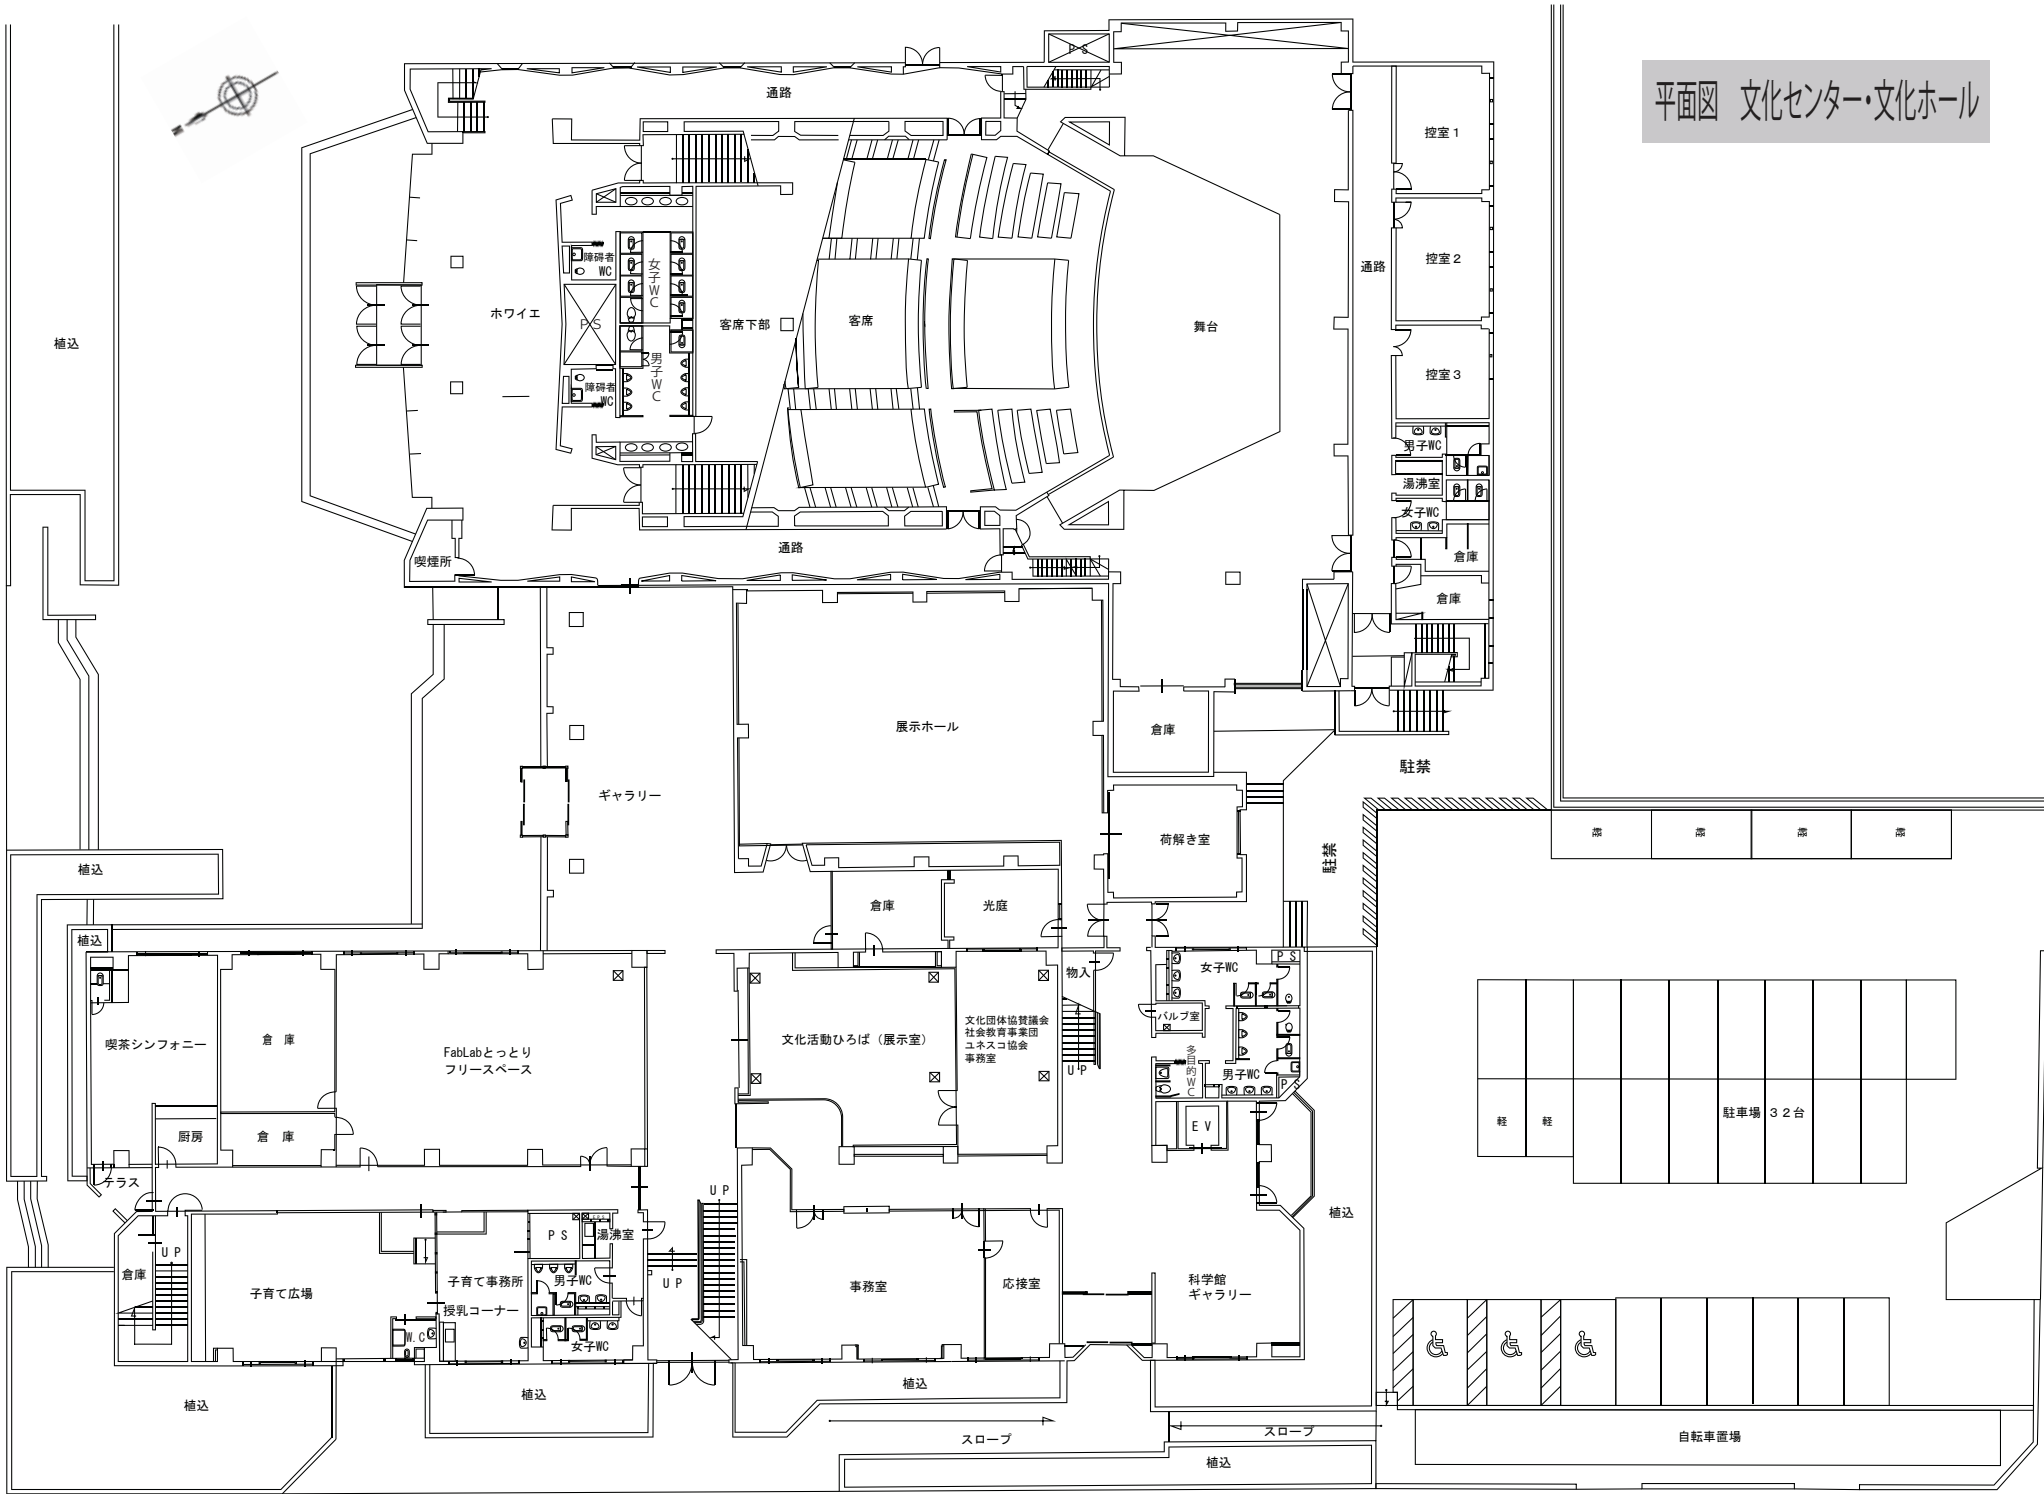 平面図 文化センター・文化ホール
N
PS
通路
控室1
控室2
通路
控室3
植込
ホワイエ
障碍者
WC
女子WC
PS
客席下部
客席
舞台
男子WC
障碍者
WC
男子WC
湯沸室
女子WC
倉庫
倉庫
喫煙所
通路
展示ホール
倉庫
ギャラリー
荷解き室
駐禁
駐禁
軽
軽
軽
軽
植込
倉庫
光庭
植込
物入
女子WC
PS
バルブ室
喫茶シンフォニー
倉 庫
FabLabとっとり
フリースペース
文化活動ひろば(展示室)
文化団体協賛議会
社会教育事業団
ユネスコ協会
事務室
UP
多目的WC
男子WC
PS
EV
厨房
倉 庫
軽
軽
駐車場 32台
テラス
UP
植込
PS
湯沸室
UP
倉庫
UP
子育て広場
子育て事務所
授乳コーナー
男子WC
女子WC
W.C
事務室
応接室
科学館
ギャラリー
植込
植込
植込
スロープ
スロープ
植込
自転車置場